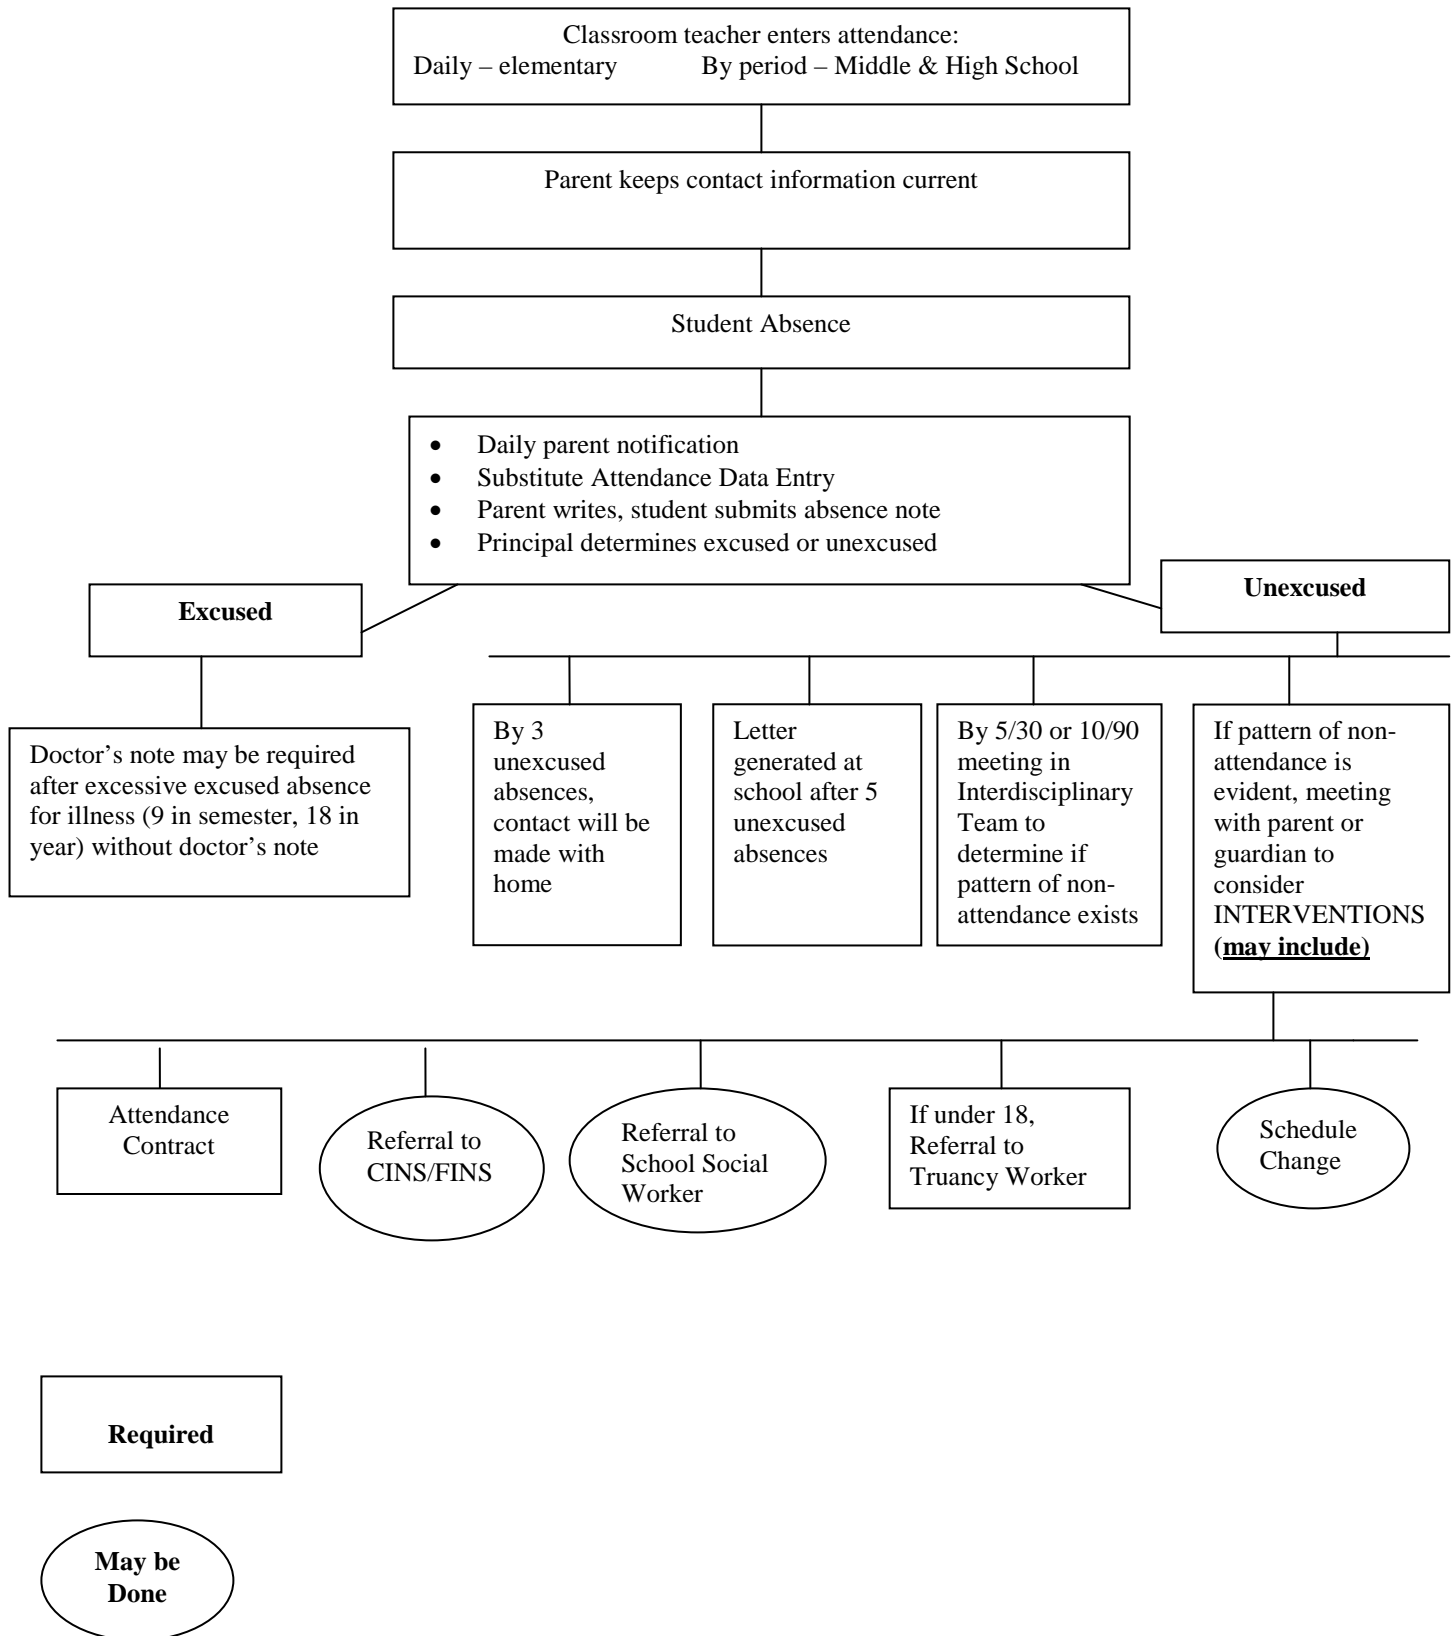 Classroom teacher enters attendance:
Daily – elementary By period – Middle & High School
Parent keeps contact information current
Student Absence
• Daily parent notification
• Substitute Attendance Data Entry
• Parent writes, student submits absence note
• Principal determines excused or unexcused
Excused
Unexcused
Doctor’s note may be required
after excessive excused absence
for illness (9 in semester, 18 in
year) without doctor’s note
By 3
unexcused
absences,
contact will be
made with
home
Letter
generated at
school after 5
unexcused
absences
By 5/30 or 10/90
meeting in
Interdisciplinary
Team to
determine if
pattern of non-
attendance exists
If pattern of non-
attendance is
evident, meeting
with parent or
guardian to
consider
INTERVENTIONS
(may include)
Attendance
Contract
Referral to
CINS/FINS
Referral to
School Social
Worker
If under 18,
Referral to
Truancy Worker
Schedule
Change
Required
May be
Done